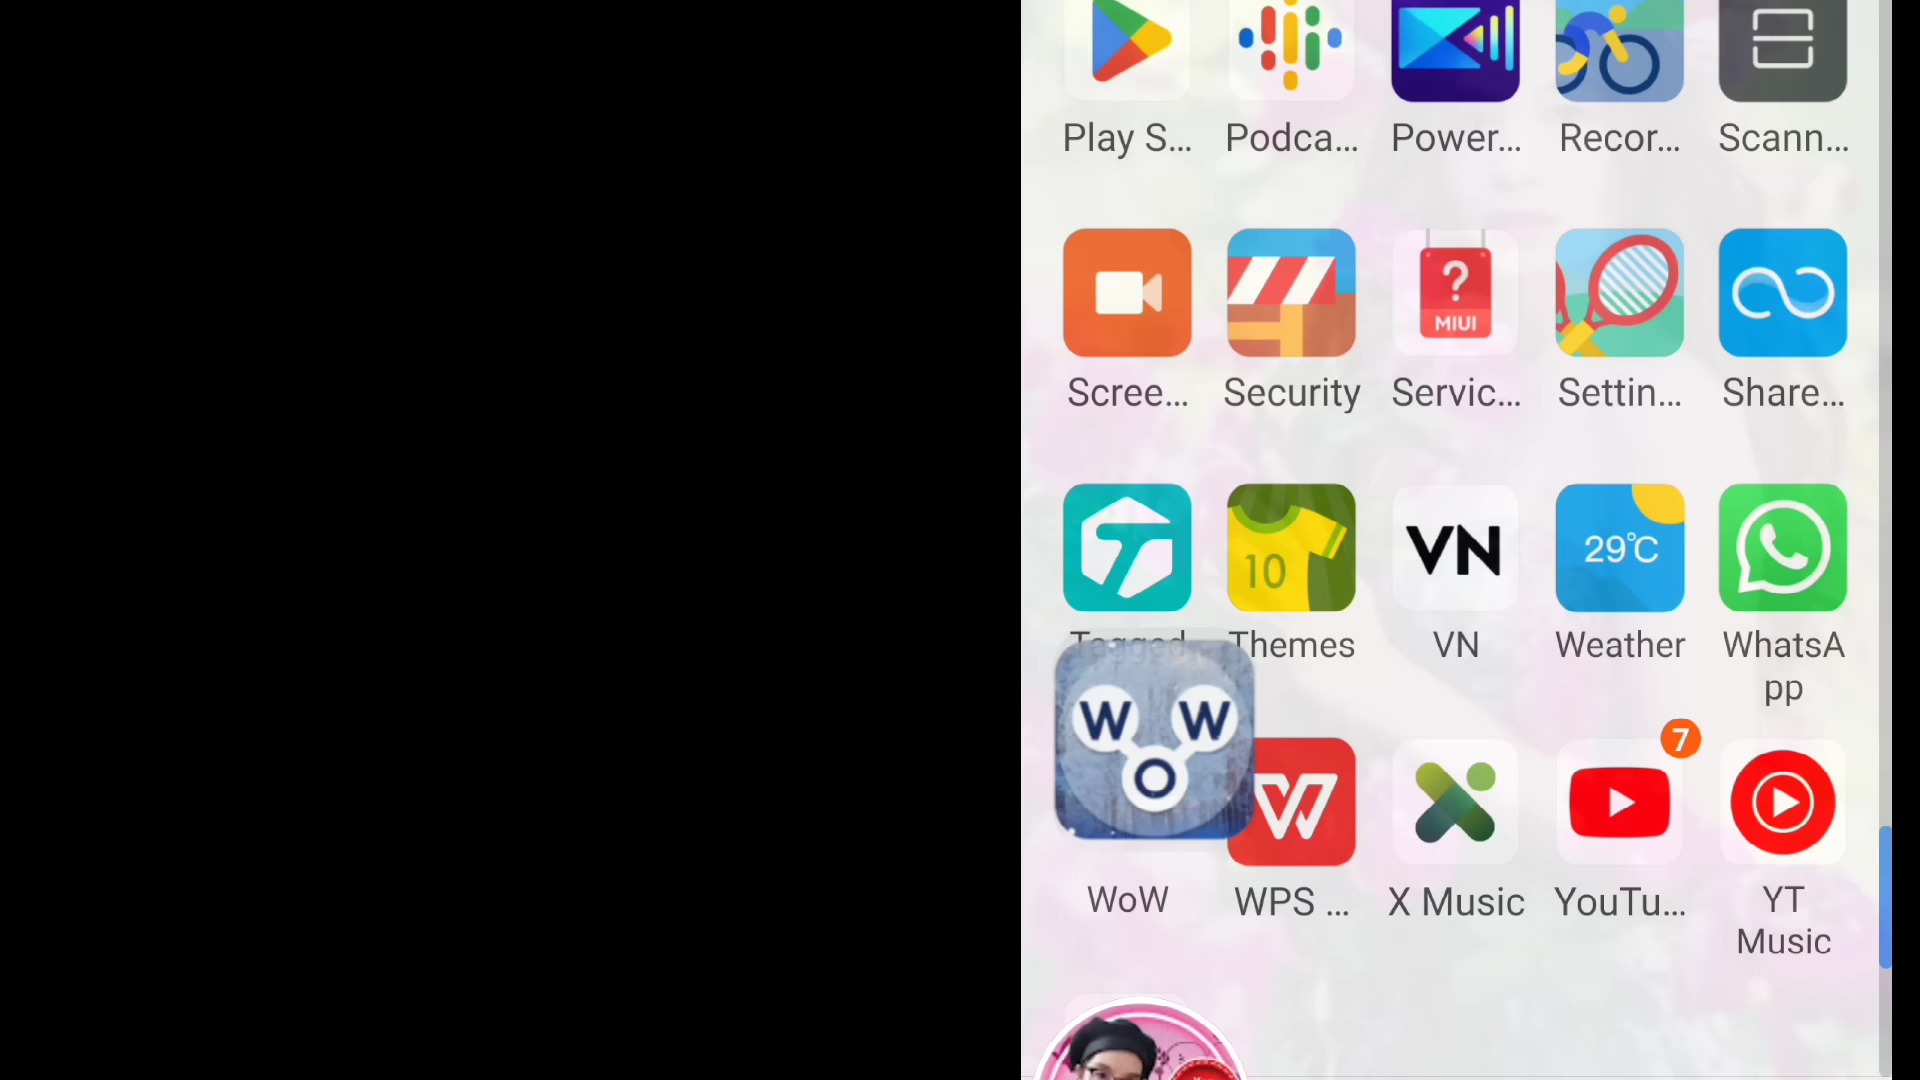 Play S...
Podca...
Power...
Recor...
Scann...
?
MIUI
Scree...
Security
Servic...
Settin...
Share...
10
VN
29°C
Tagged
Themes
VN
Weather
WhatsA
pp
7
W W
O
WoW
WPS ...
X Music
YouTu...
YT
Music